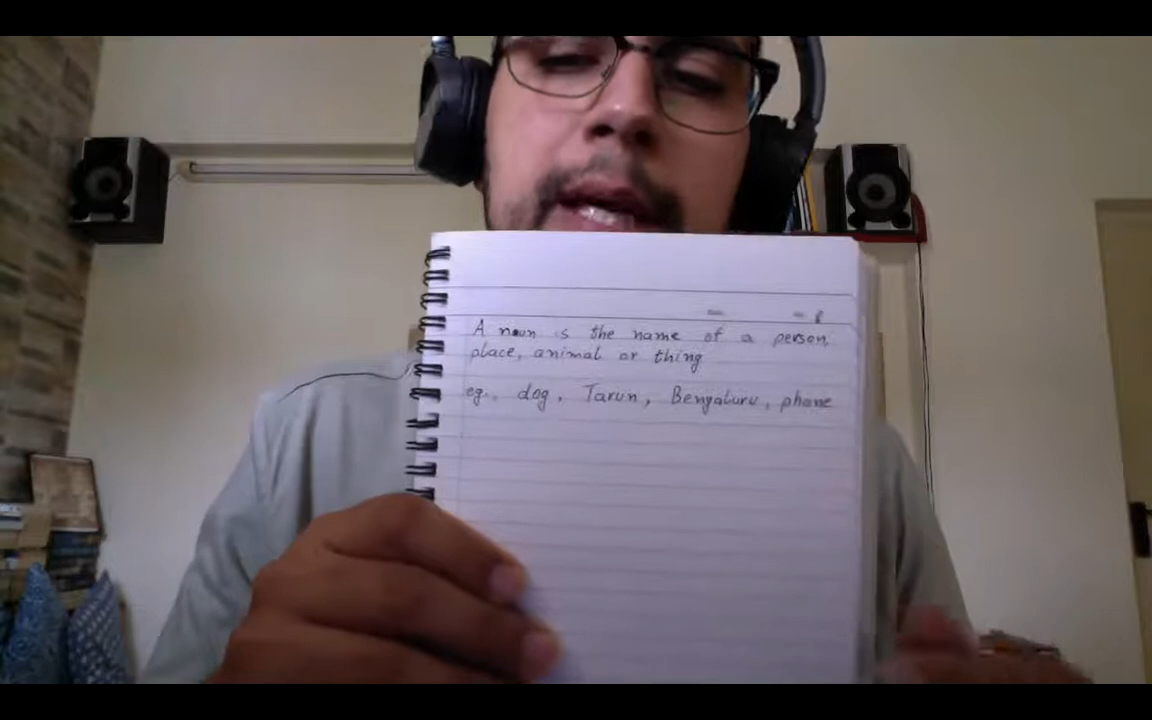 A noun is the name of a person,
place, animal or thing
eg., dog, Tarun, Bengaluru, phone